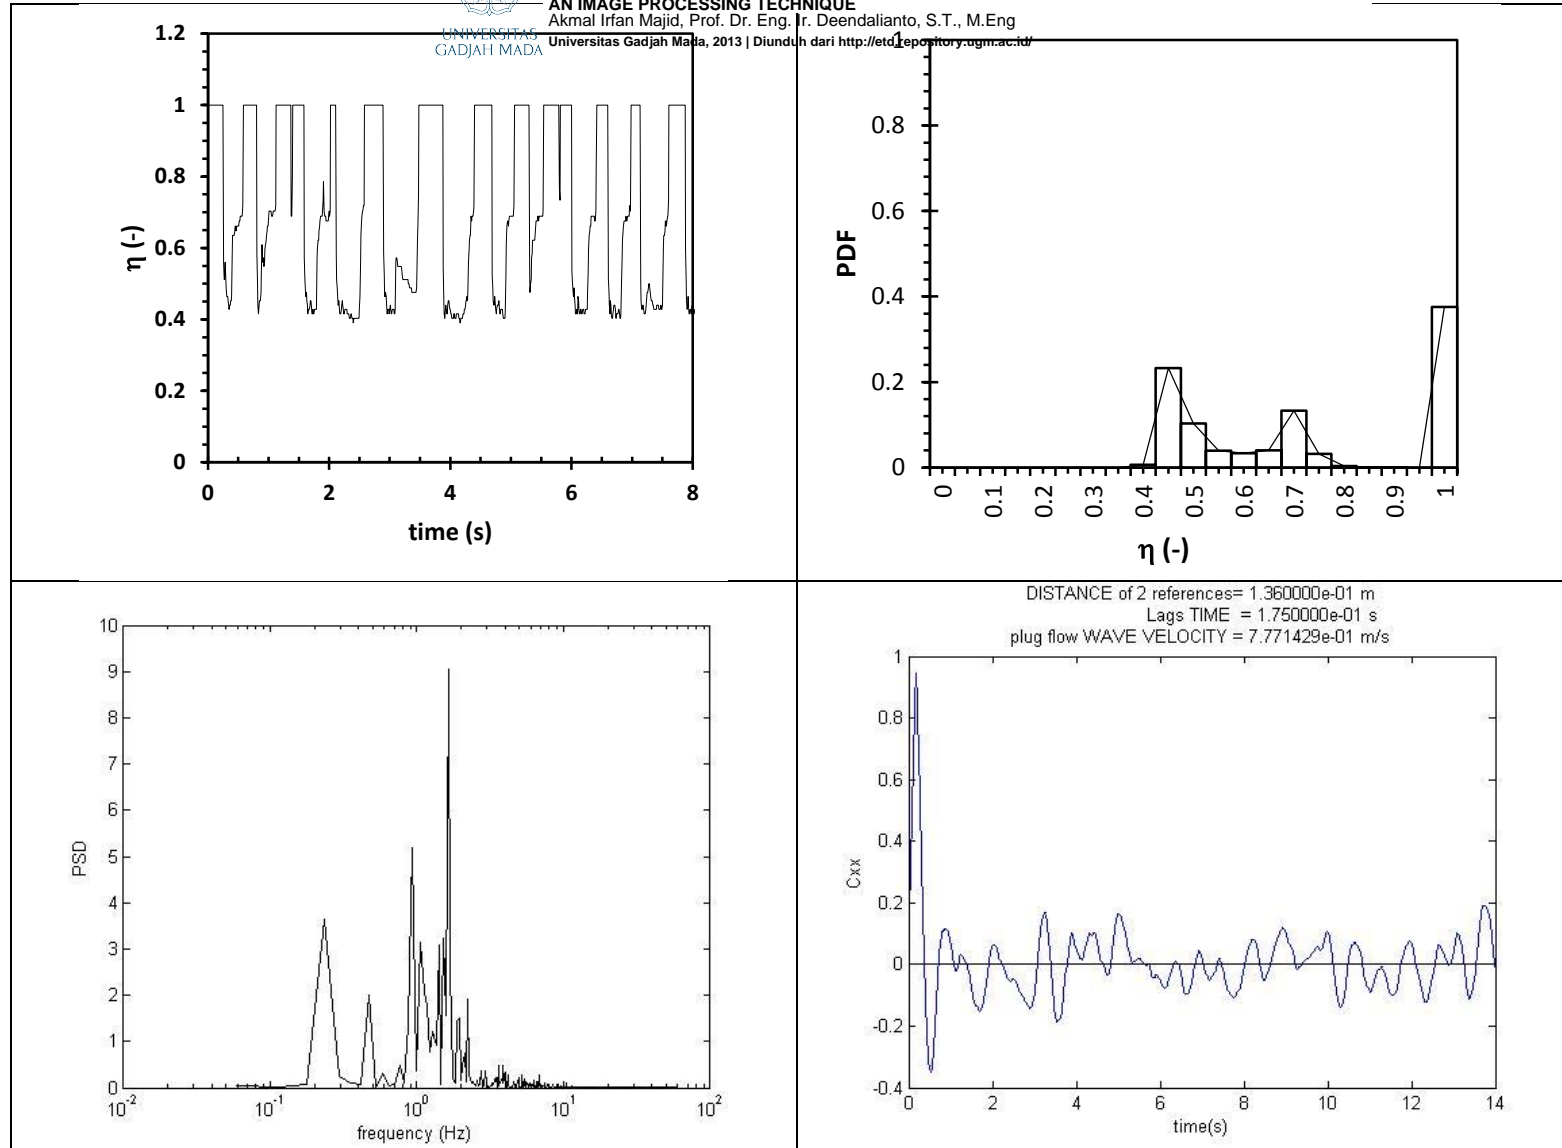 AN IMAGE PROCESSING TECHNIQUE
Akmal Irfan Majid, Prof. Dr. Eng. Ir. Deendalianto, S.T., M.Eng
Universitas Gadjah Mada, 2013 | Diunduh dari http://etd.repository.ugm.ac.id/
UNIVERSITAS
GADJAH MADA
1.2
1
0.8
0.6
0.4
0.2
0
η (-)
0 2 4 6 8
time (s)
1
0.8
0.6
0.4
0.2
0
PDF
0 0.1 0.2 0.3 0.4 0.5 0.6 0.7 0.8 0.9 1
η (-)
10
9
8
7
6
5
4
3
2
1
0
PSD
10-2 10-1 100 101 102
frequency (Hz)
DISTANCE of 2 references= 1.360000e-01 m
Lags TIME = 1.750000e-01 s
plug flow WAVE VELOCITY = 7.771429e-01 m/s
1
0.8
0.6
0.4
0.2
0
-0.2
-0.4
Cxx
0 2 4 6 8 10 12 14
time(s)